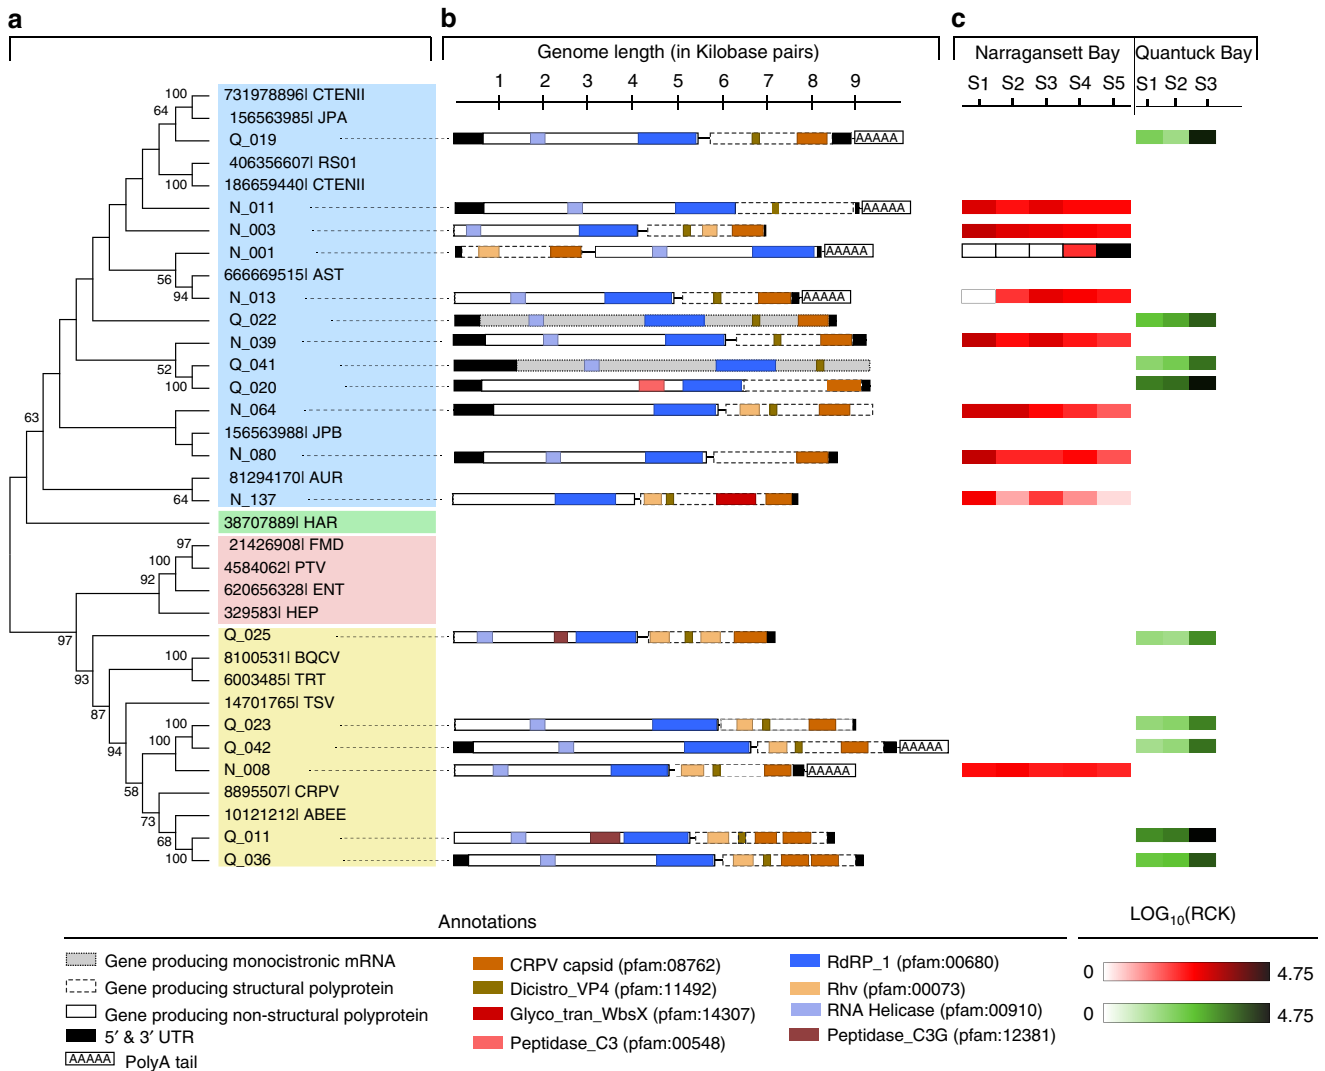 a
b
c
Genome length (in Kilobase pairs)
1 2 3 4 5 6 7 8 9
Narragansett Bay
Quantuck Bay
S1 S2 S3 S4 S5
S1 S2 S3
731978896| CTENII
156563985| JPA
Q_019
AAAAA
406356607| RS01
186659440| CTENII
N_011
AAAAA
N_003
N_001
AAAAA
666669515| AST
N_013
AAAAA
Q_022
N_039
Q_041
Q_020
N_064
156563988| JPB
N_080
81294170| AUR
N_137
38707889| HAR
21426908| FMD
4584062| PTV
620656328| ENT
329583| HEP
Q_025
8100531| BQCV
6003485| TRT
14701765| TSV
Q_023
Q_042
AAAAA
N_008
AAAAA
8895507| CRPV
10121212| ABEE
Q_011
Q_036
100
64
100
56
94
52
100
63
64
97
100
92
97
100
93
87
100
100
94
58
73
68
100
Annotations
Gene producing monocistronic mRNA
Gene producing structural polyprotein
Gene producing non-structural polyprotein
5′ & 3′ UTR
AAAAA PolyA tail
CRPV capsid (pfam:08762)
Dicistro_VP4 (pfam:11492)
Glyco_tran_WbsX (pfam:14307)
Peptidase_C3 (pfam:00548)
RdRP_1 (pfam:00680)
Rhv (pfam:00073)
RNA Helicase (pfam:00910)
Peptidase_C3G (pfam:12381)
LOG₁₀(RCK)
0 4.75
0 4.75